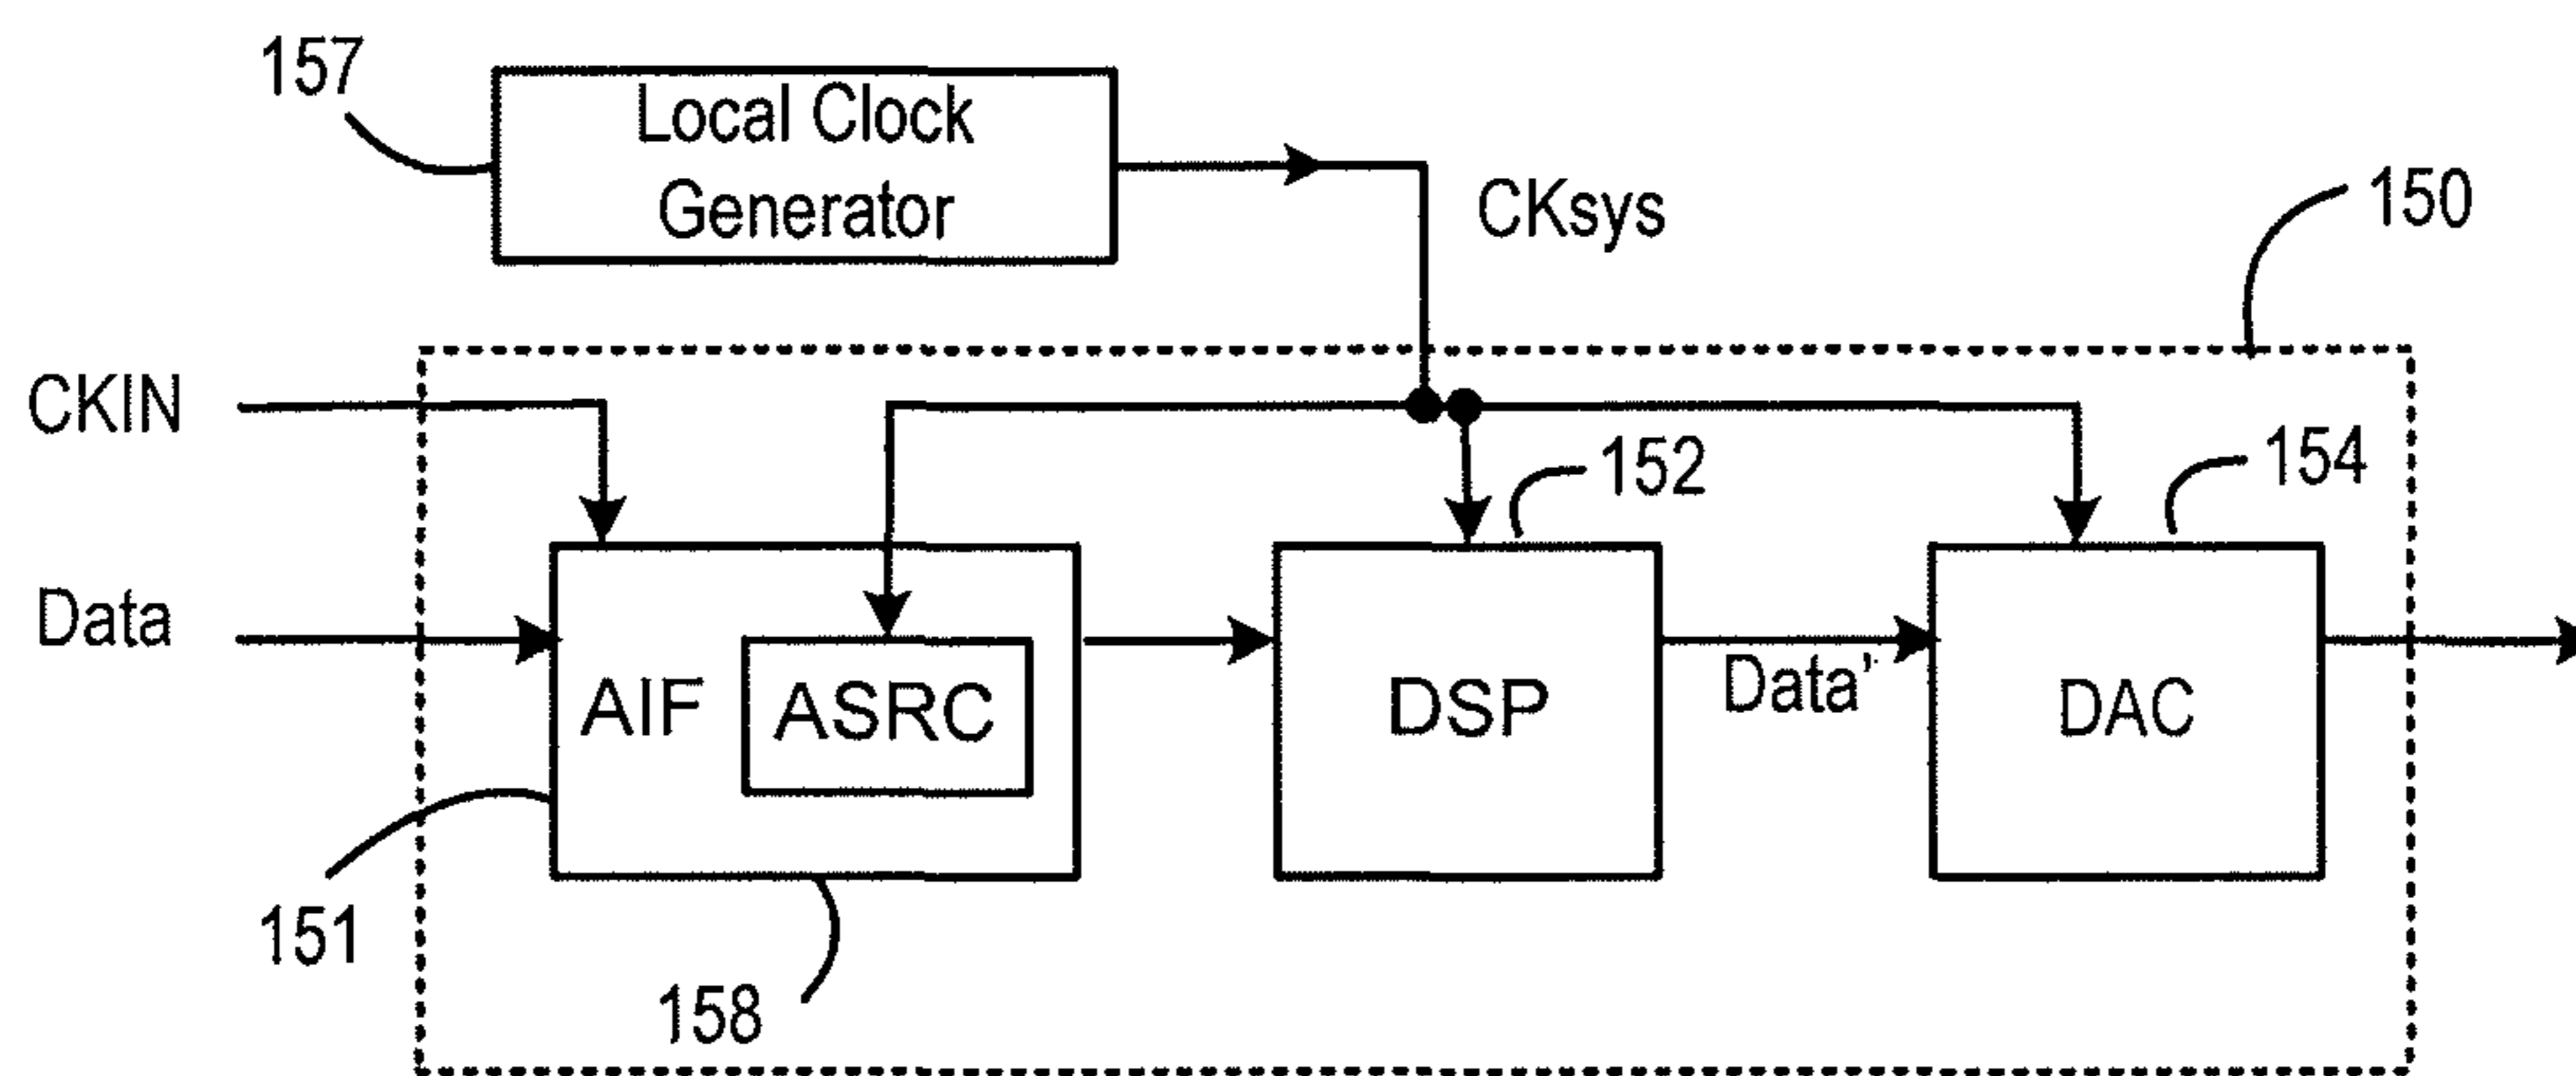 157
Local Clock
Generator
CKsys
150
CKIN
152
154
Data
AIF
ASRC
DSP
Data'
DAC
151
158